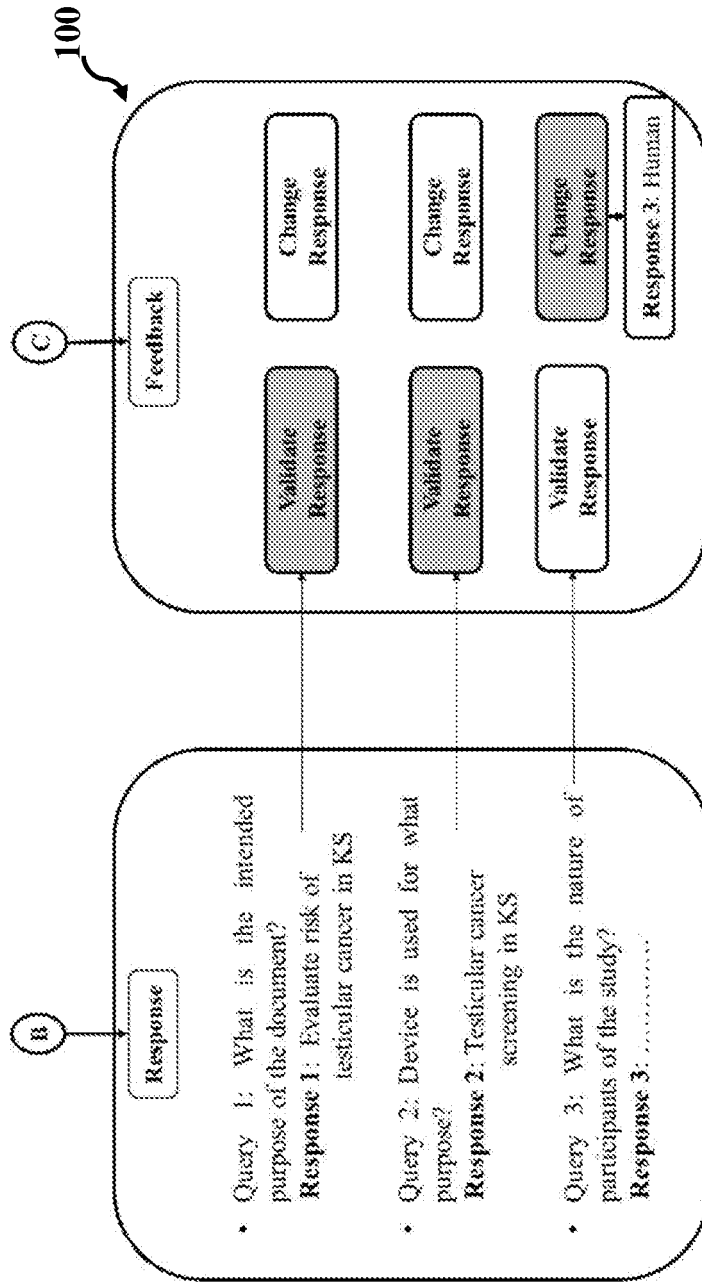 100
B
Response
• Query 1: What is the intended
purpose of the document?
Response 1: Evaluate risk of
testicular cancer in KS
• Query 2: Device is used for what
purpose?
Response 2: Testicular cancer
screening in KS
• Query 3: What is the nature of
participants of the study?
Response 3: .............
C
Feedback
Validate
Response
Change
Response
Validate
Response
Change
Response
Validate
Response
Change
Response
Response 3: Human